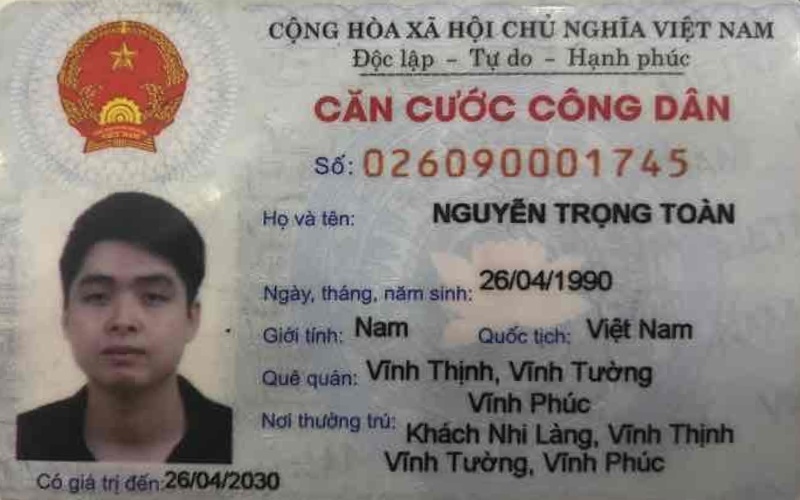 CỘNG HÒA XÃ HỘI CHỦ NGHĨA VIỆT NAM
Độc lập - Tự do - Hạnh phúc
CĂN CƯỚC CÔNG DÂN
Số: 026090001745
Họ và tên: NGUYỄN TRỌNG TOÀN
Ngày, tháng, năm sinh: 26/04/1990
Giới tính: Nam Quốc tịch: Việt Nam
Quê quán: Vĩnh Thịnh, Vĩnh Tường
Vĩnh Phúc
Nơi thường trú: Khách Nhi Làng, Vĩnh Thịnh
Vĩnh Tường, Vĩnh Phúc
Có giá trị đến: 26/04/2030